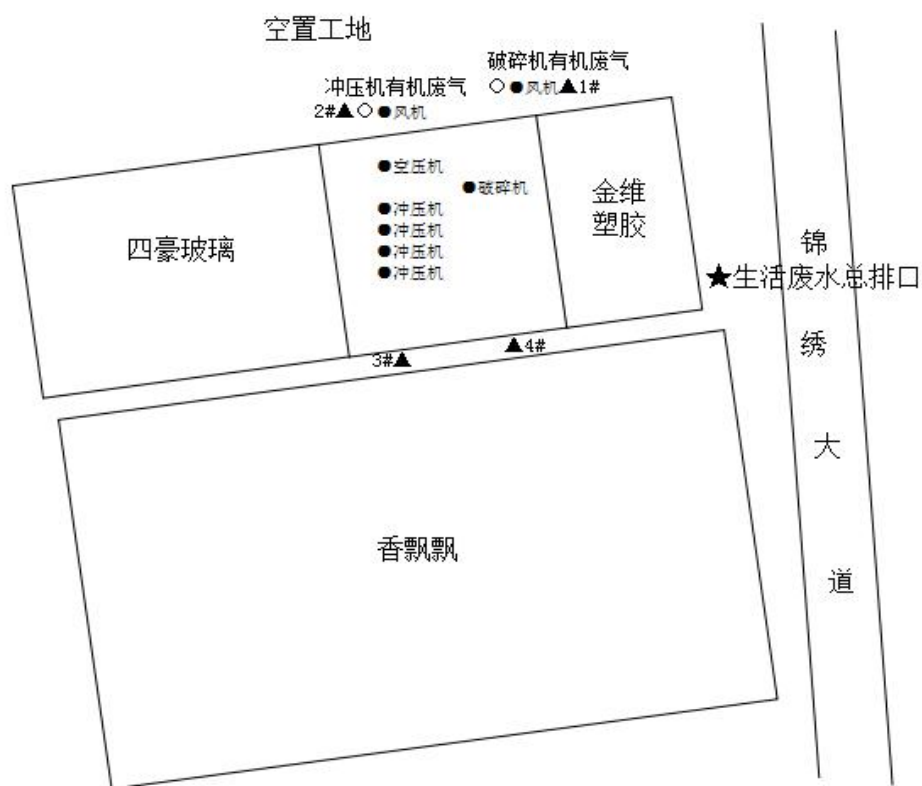 空置工地
破碎机有机废气
冲压机有机废气
○●风机▲1#
2#▲○●风机
●空压机
●破碎机
●冲压机
●冲压机
●冲压机
●冲压机
四豪玻璃
金维
塑胶
锦
★生活废水总排口
绣
3#▲
▲4#
大
香飘飘
道